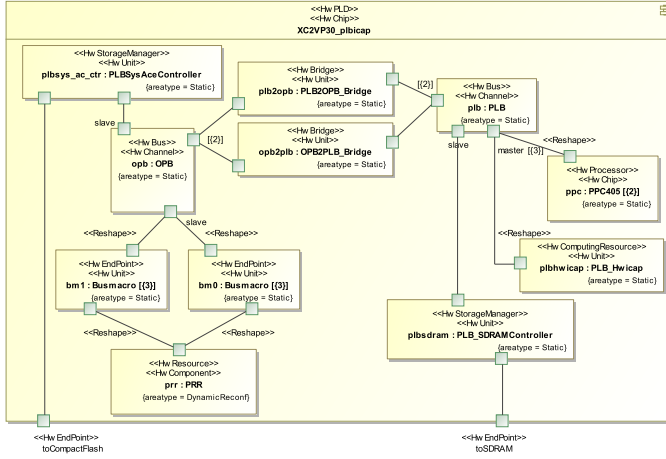 <<Hw PLD>>
<<Hw Chip>>
XC2VP30_plbicap
<<Hw StorageManager>>
<<Hw Unit>>
plbsys_ac_ctr : PLBSysAceController
{areatype = Static}
<<Hw Bridge>>
<<Hw Unit>>
plb2opb : PLB2OPB_Bridge
{areatype = Static}
[{2}]
<<Hw Bus>>
<<Hw Channel>>
plb : PLB
{areatype = Static}
slave
<<Hw Bus>>
<<Hw Channel>>
opb : OPB
{areatype = Static}
[{2}]
<<Hw Bridge>>
<<Hw Unit>>
opb2plb : OPB2PLB_Bridge
{areatype = Static}
slave
master [{3}]
<<Reshape>>
<<Hw Processor>>
<<Hw Chip>>
ppc : PPC405 [{2}]
{areatype = Static}
slave
<<Reshape>>
<<Reshape>>
<<Reshape>>
<<Hw EndPoint>>
<<Hw Unit>>
bm1 : Busmacro [{3}]
{areatype = Static}
<<Hw EndPoint>>
<<Hw Unit>>
bm0 : Busmacro [{3}]
{areatype = Static}
<<Hw ComputingResource>>
<<Hw Unit>>
plbhwicap : PLB_Hwicap
{areatype = Static}
<<Reshape>>
<<Reshape>>
<<Hw StorageManager>>
<<Hw Unit>>
plbsdram : PLB_SDRAMController
{areatype = Static}
<<Hw Resource>>
<<Hw Component>>
prr : PRR
{areatype = DynamicReconf}
<<Hw EndPoint>>
toCompactFlash
<<Hw EndPoint>>
toSDRAM